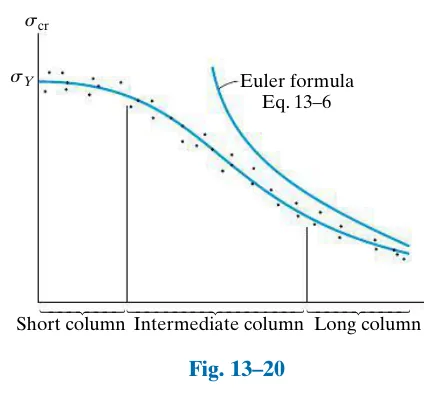 σcr
σY
Euler formula
Eq. 13–6
Short column Intermediate column Long column
Fig. 13–20